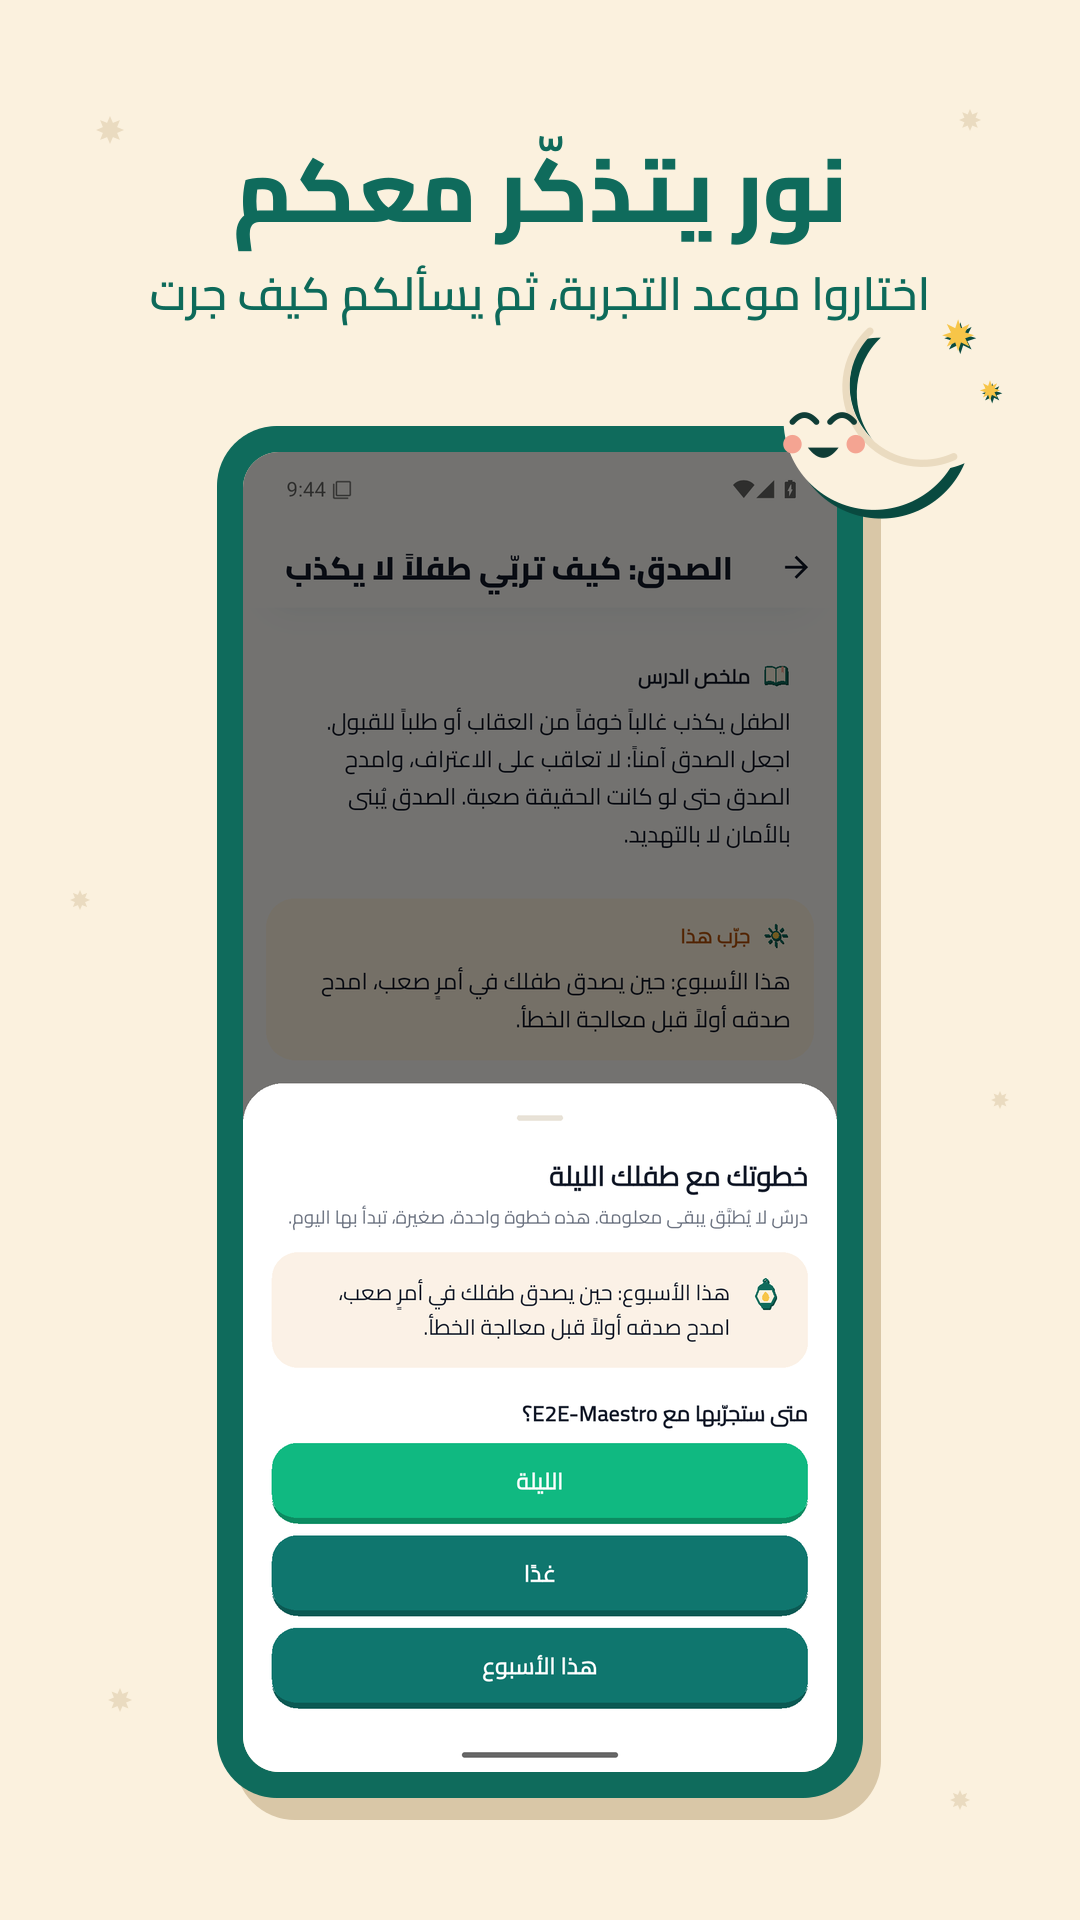 نور يتذكّر معكم
اختاروا موعد التجربة، ثم يسألكم كيف جرت
9:44
الصدق: كيف تربّي طفلاً لا يكذب
ملخص الدرس
الطفل يكذب غالباً خوفاً من العقاب أو طلباً للقبول.
اجعل الصدق آمناً: لا تعاقب على الاعتراف، وامدح
الصدق حتى لو كانت الحقيقة صعبة. الصدق يُبنى
بالأمان لا بالتهديد.
جرّب هذا
هذا الأسبوع: حين يصدق طفلك في أمرٍ صعب، امدح
صدقه أولاً قبل معالجة الخطأ.
خطوتك مع طفلك الليلة
درسٌ لا يُطبَّق يبقى معلومة. هذه خطوة واحدة، صغيرة، تبدأ بها اليوم.
هذا الأسبوع: حين يصدق طفلك في أمرٍ صعب،
امدح صدقه أولاً قبل معالجة الخطأ.
متى ستجرّبها مع E2E-Maestro؟
الليلة
غدًا
هذا الأسبوع